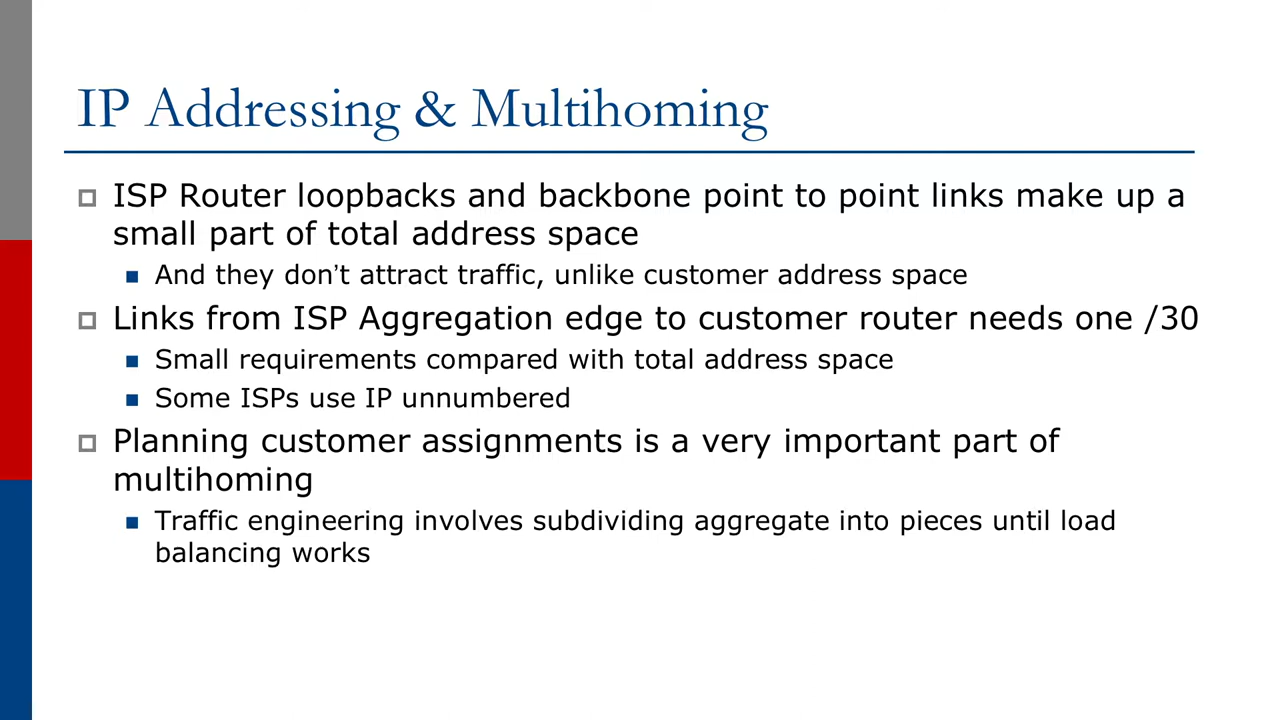 IP Addressing & Multihoming
ISP Router loopbacks and backbone point to point links make up a
small part of total address space
And they don’t attract traffic, unlike customer address space
Links from ISP Aggregation edge to customer router needs one /30
Small requirements compared with total address space
Some ISPs use IP unnumbered
Planning customer assignments is a very important part of
multihoming
Traffic engineering involves subdividing aggregate into pieces until load
balancing works